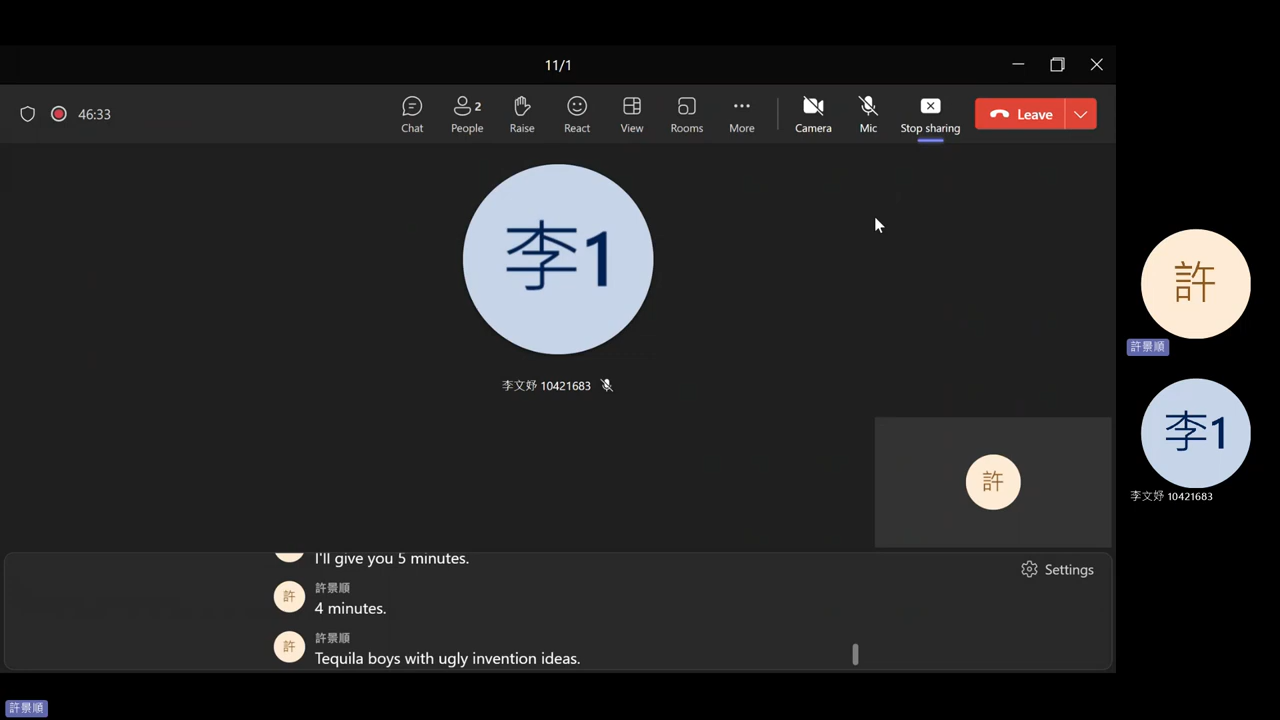 11/1
46:33
Chat
People
2
Raise
React
View
Rooms
More
Camera
Mic
Stop sharing
Leave
李1
李文妤 10421683
許
許
許景順
李1
李文妤 10421683
I'll give you 5 minutes.
Settings
許
許景順
4 minutes.
許
許景順
Tequila boys with ugly invention ideas.
許景順